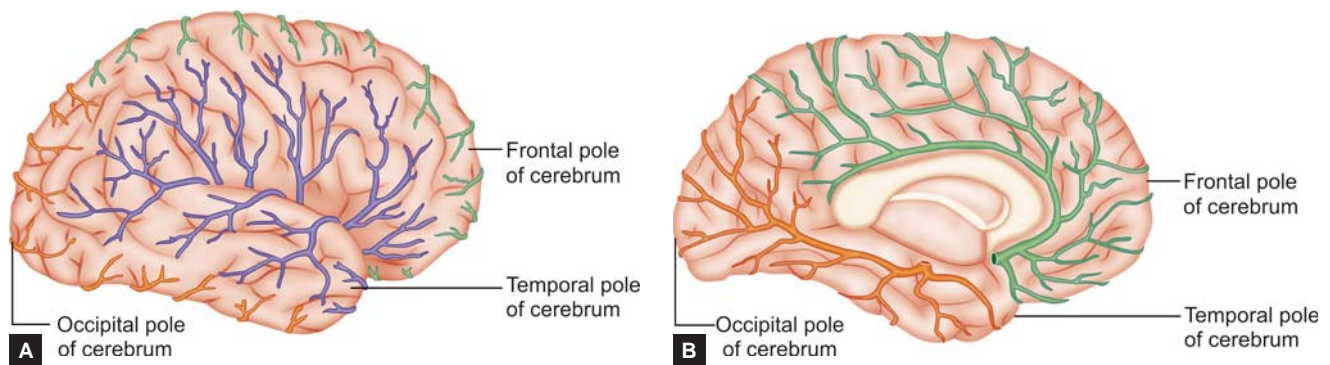 Frontal pole
of cerebrum
Temporal pole
of cerebrum
Occipital pole
of cerebrum
A
Frontal pole
of cerebrum
Temporal pole
of cerebrum
Occipital pole
of cerebrum
B